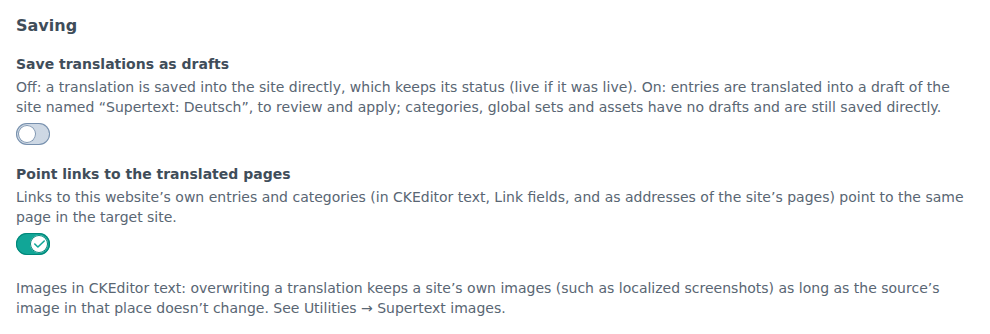 Saving
Save translations as drafts
Off: a translation is saved into the site directly, which keeps its status (live if it was live). On: entries are translated into a draft of the
site named “Supertext: Deutsch”, to review and apply; categories, global sets and assets have no drafts and are still saved directly.
Point links to the translated pages
Links to this website’s own entries and categories (in CKEditor text, Link fields, and as addresses of the site’s pages) point to the same
page in the target site.
Images in CKEditor text: overwriting a translation keeps a site’s own images (such as localized screenshots) as long as the source’s
image in that place doesn’t change. See Utilities → Supertext images.